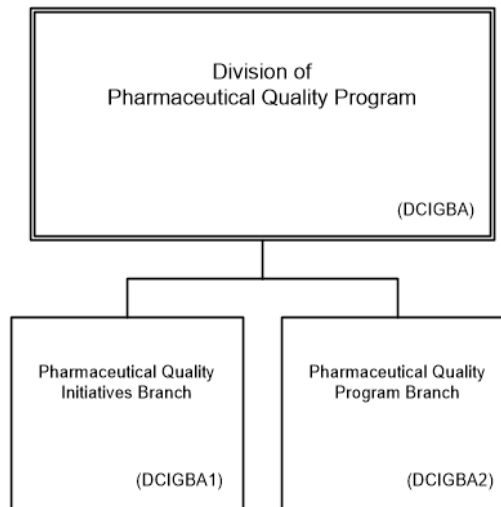 Division of
Pharmaceutical Quality Program
(DCIGBA)
Pharmaceutical Quality
Initiatives Branch
(DCIGBA1)
Pharmaceutical Quality
Program Branch
(DCIGBA2)